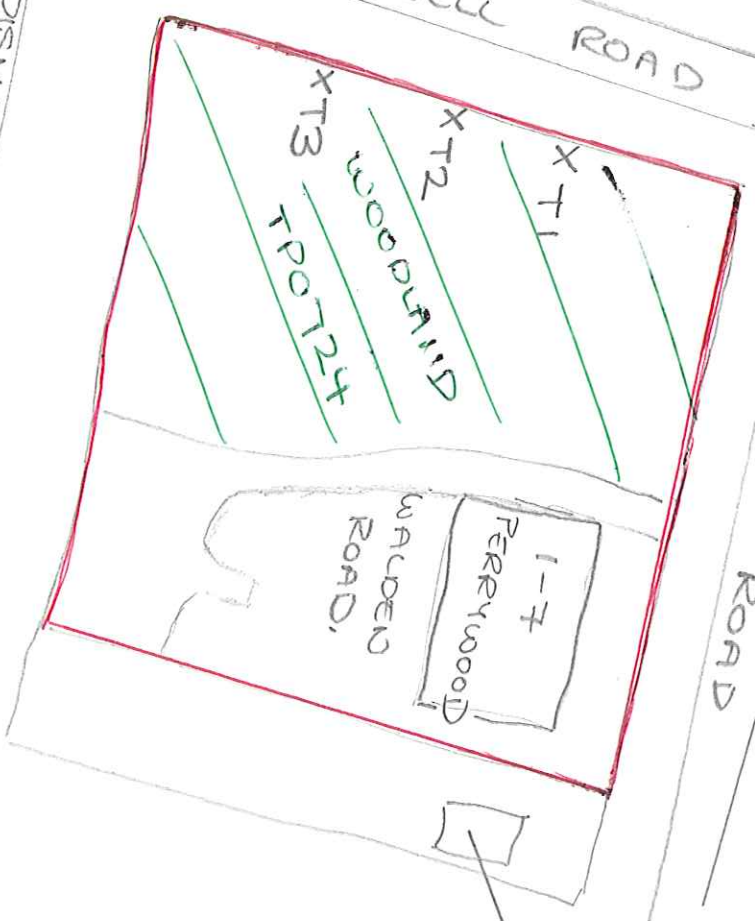 ROAD
X T1
X T2
X T3
WOODLAND
TPO724
1-7
PERRYWOOD
WALDEN
ROAD.
ROAD